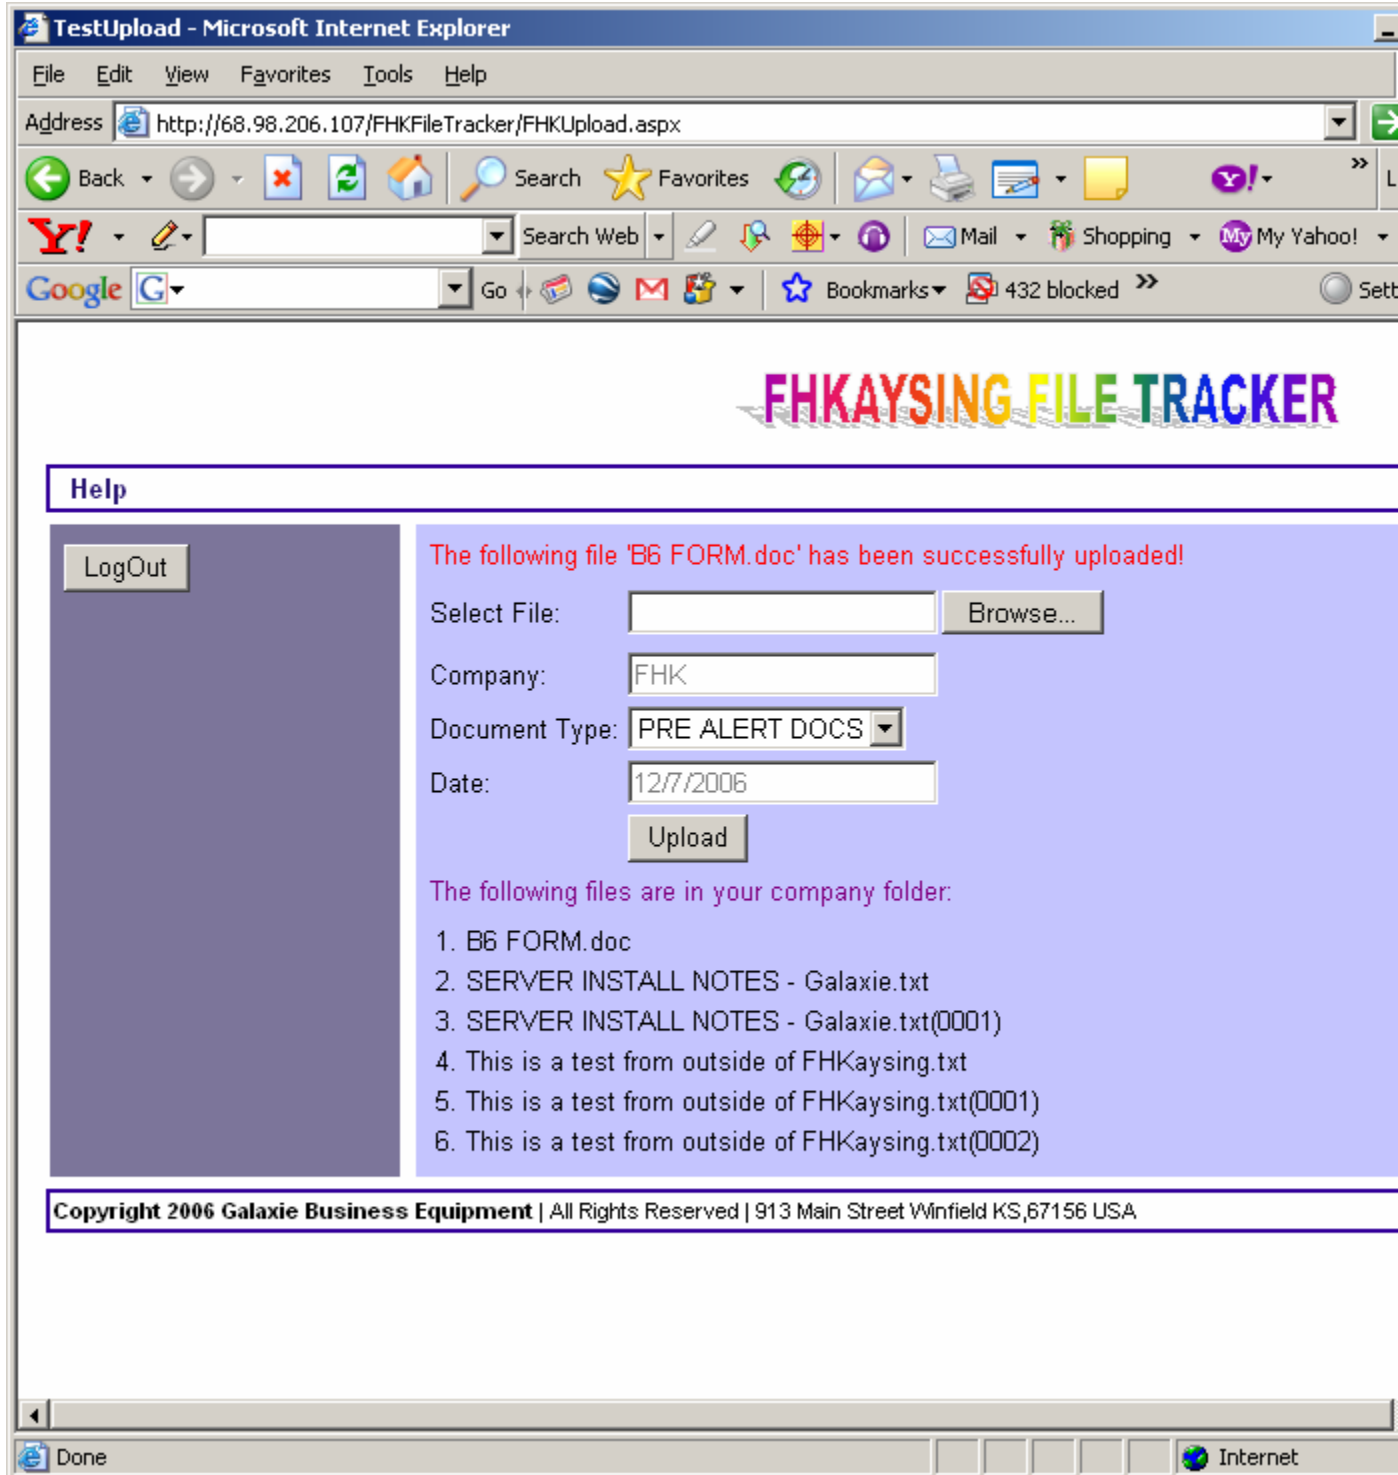 TestUpload - Microsoft Internet Explorer
File Edit View Favorites Tools Help
Address http://68.98.206.107/FHKFileTracker/FHKUpload.aspx
Back Search Favorites Y! L
Y! Search Web Mail Shopping My My Yahoo!
Google G Go Bookmarks 432 blocked Sett
FHKAYSING FILE TRACKER
Help
LogOut
The following file 'B6 FORM.doc' has been successfully uploaded!
Select File: Browse...
Company: FHK
Document Type: PRE ALERT DOCS
Date: 12/7/2006
Upload
The following files are in your company folder:
1. B6 FORM.doc
2. SERVER INSTALL NOTES - Galaxie.txt
3. SERVER INSTALL NOTES - Galaxie.txt(0001)
4. This is a test from outside of FHKaysing.txt
5. This is a test from outside of FHKaysing.txt(0001)
6. This is a test from outside of FHKaysing.txt(0002)
Copyright 2006 Galaxie Business Equipment | All Rights Reserved | 913 Main Street Winfield KS,67156 USA
Done Internet